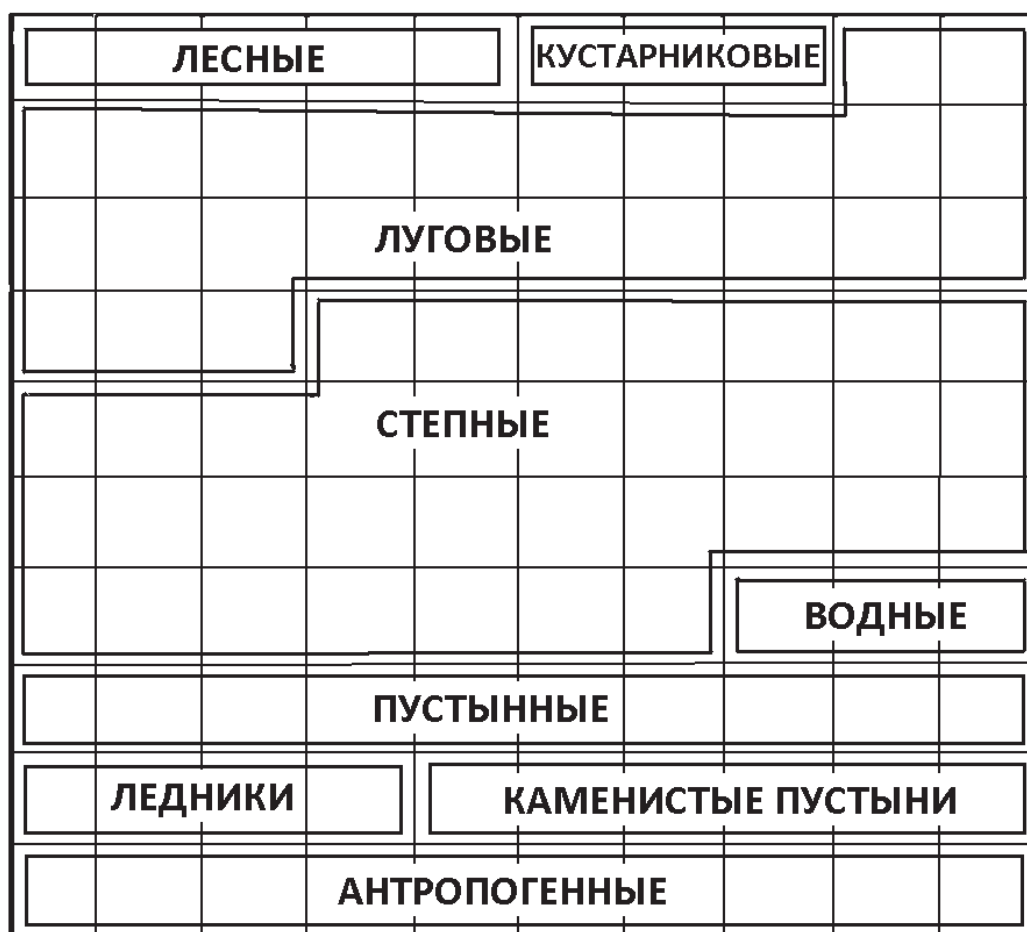 ЛЕСНЫЕ
КУСТАРНИКОВЫЕ
ЛУГОВЫЕ
СТЕПНЫЕ
ВОДНЫЕ
ПУСТЫННЫЕ
ЛЕДНИКИ
КАМЕНИСТЫЕ ПУСТЫНИ
АНТРОПОГЕННЫЕ